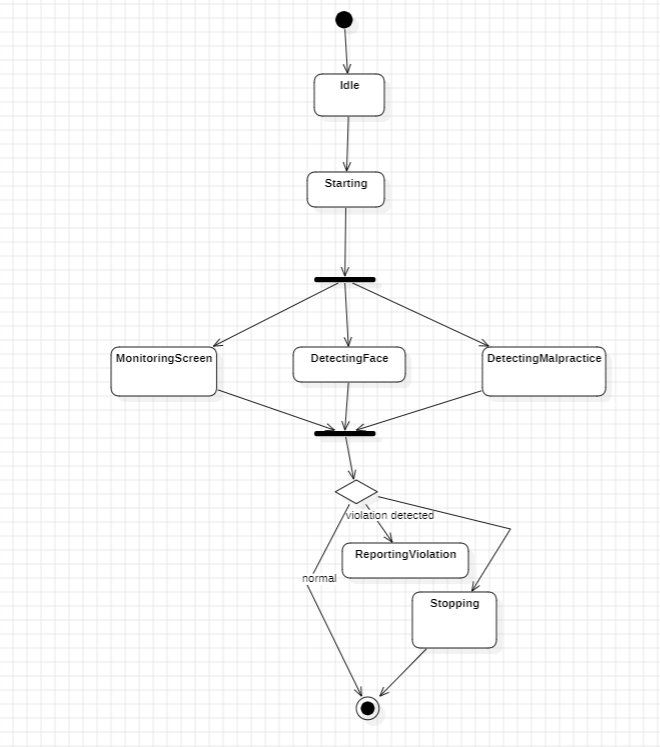 Idle
Starting
MonitoringScreen
DetectingFace
DetectingMalpractice
violation detected
ReportingViolation
normal
Stopping